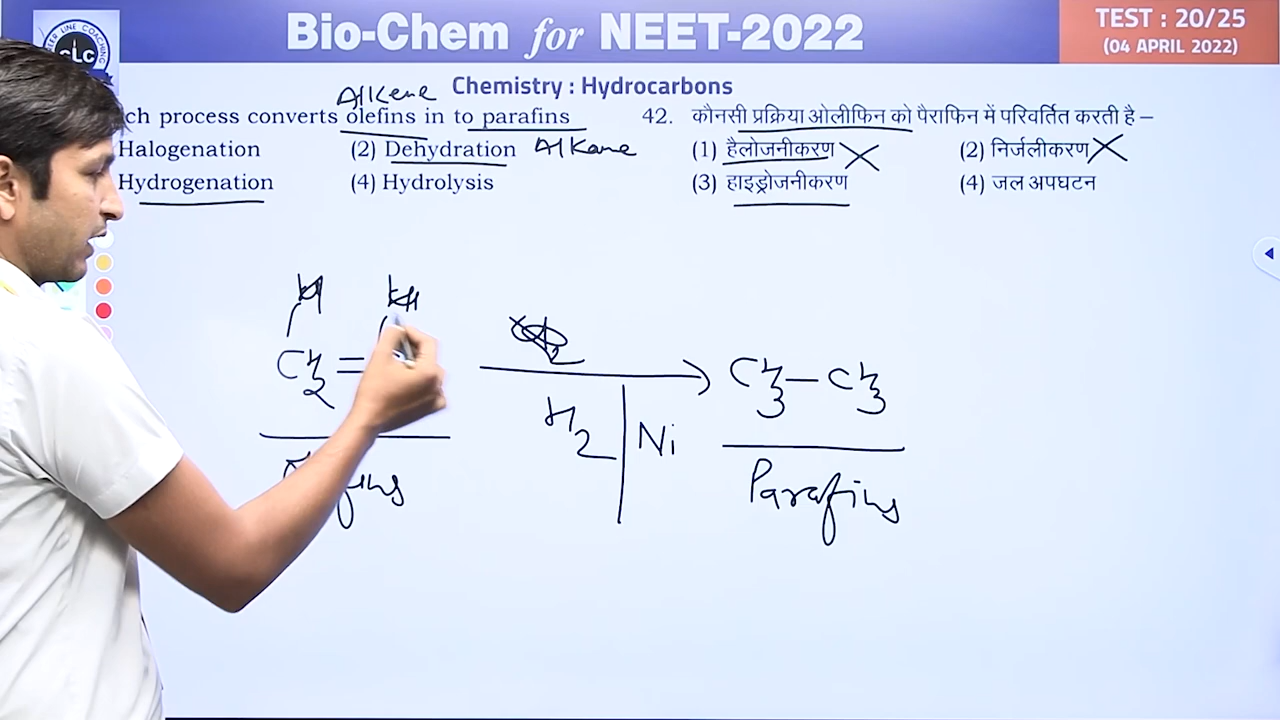 Bio-Chem for NEET-2022
TEST : 20/25
(04 APRIL 2022)
CLC
Chemistry : Hydrocarbons
Alkene
ch process converts olefins in to parafins
Halogenation (2) Dehydration Alkane
Hydrogenation (4) Hydrolysis
42. कौनसी प्रक्रिया ओलीफिन को पैराफिन में परिवर्तित करती है –
(1) हैलोजनीकरण (2) निर्जलीकरण
(3) हाइड्रोजनीकरण (4) जल अपघटन
CH2 =
H2 Ni
CH3 – CH3
Parafins